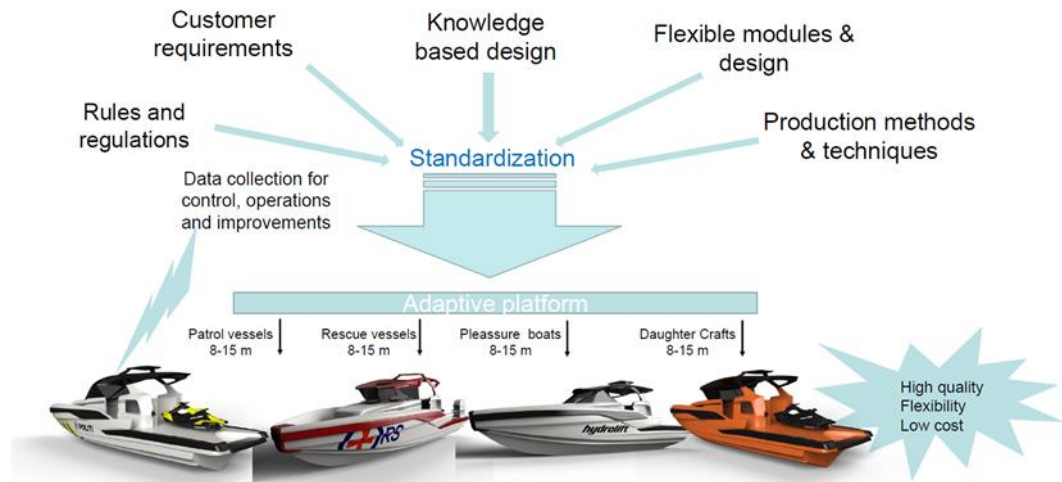 Customer
requirements
Knowledge
based design
Flexible modules &
design
Rules and
regulations
Production methods
& techniques
Standardization
Data collection for
control, operations
and improvements
Adaptive platform
Patrol vessels
8-15 m
Rescue vessels
8-15 m
Pleassure boats
8-15 m
Daughter Crafts
8-15 m
High quality
Flexibility
Low cost
POLITI
RS
hydrolift